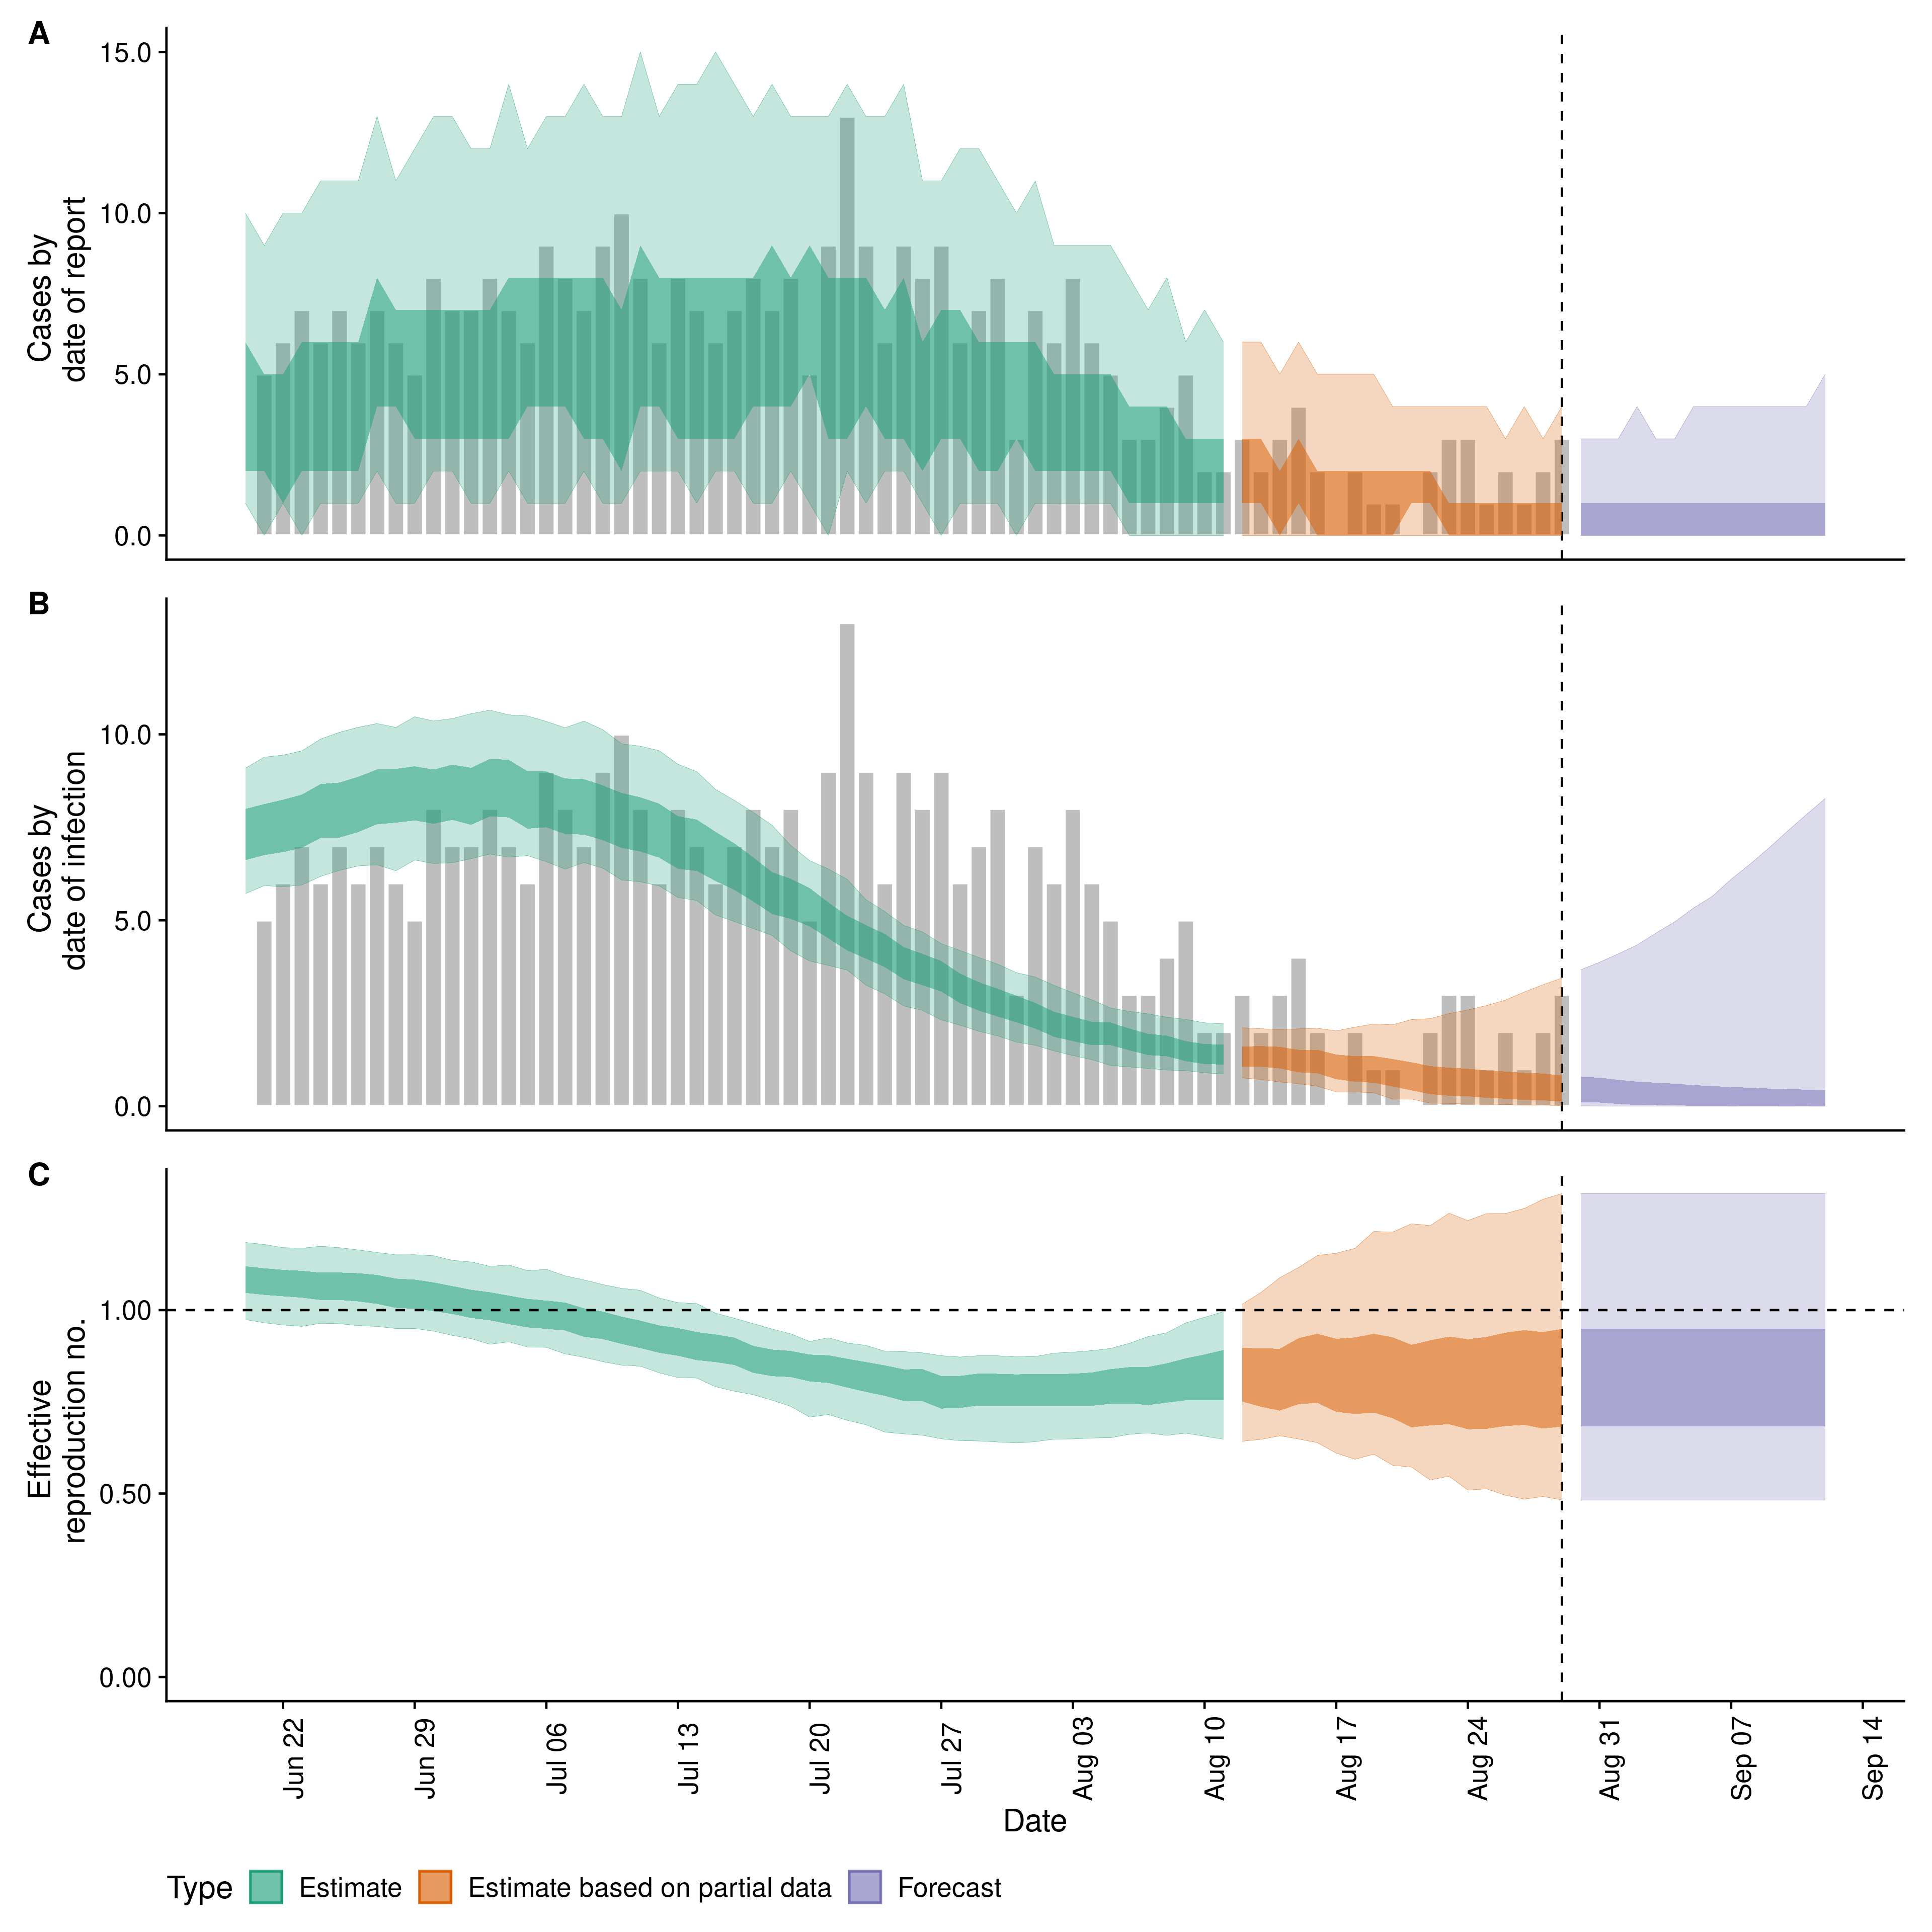 A
15.0
10.0
5.0
0.0
Cases by
date of report
B
10.0
5.0
0.0
Cases by
date of infection
C
1.00
0.50
0.00
Effective
reproduction no.
Jun 22
Jun 29
Jul 06
Jul 13
Jul 20
Jul 27
Aug 03
Aug 10
Aug 17
Aug 24
Aug 31
Sep 07
Sep 14
Date
Type Estimate Estimate based on partial data Forecast